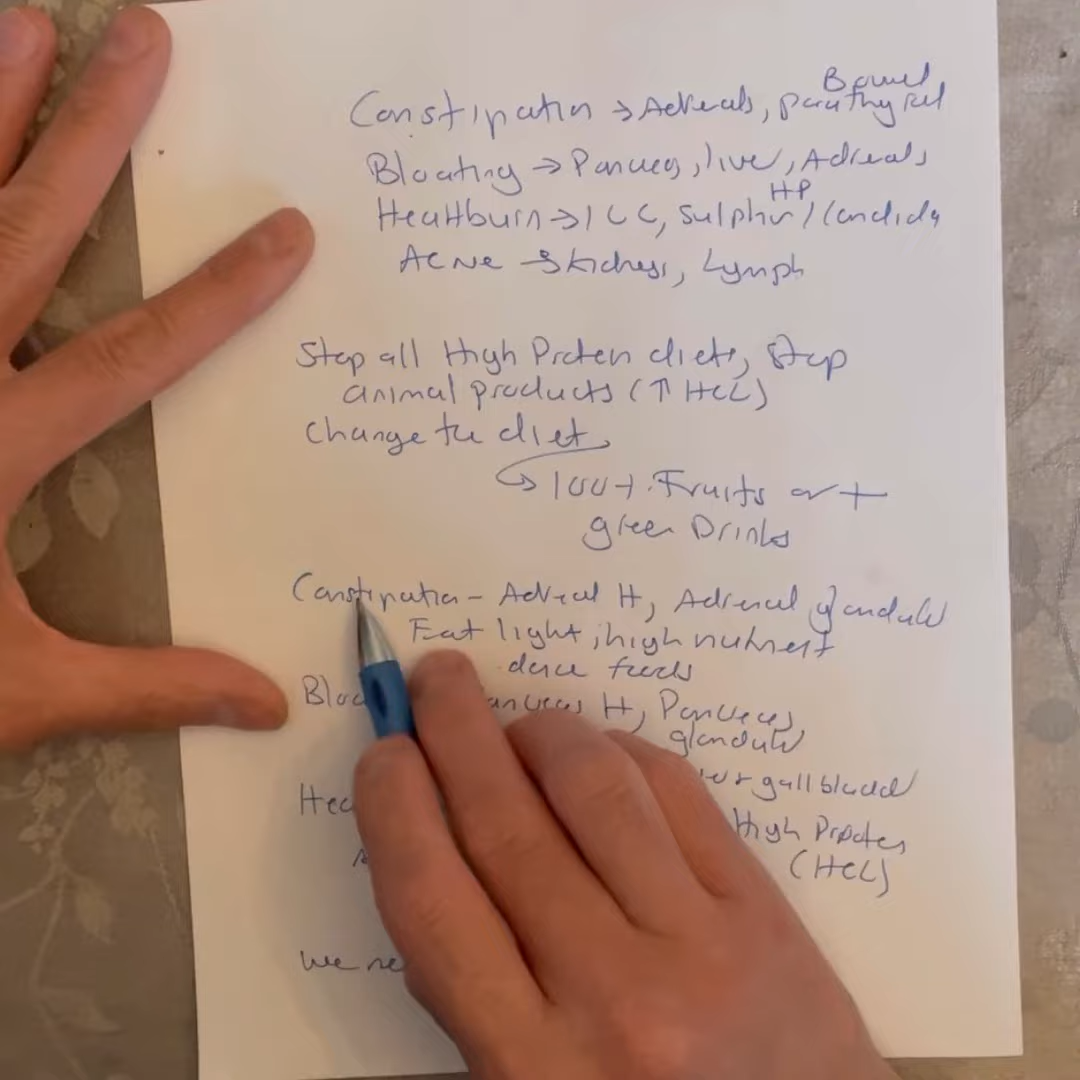 Constipation → Adrenals, parathyroid Bowel
Bloating → Pancreas, liver, Adrenals
Heartburn → ICC, Sulphur / Candida HP
Acne → Kidneys, Lymph
Stop all High Protein diets, Stop
animal products (↑ HCL)
Change the diet
↳ 100% Fruits or +
green Drinks
Constipation - Adrenal H, Adrenal glandular
Eat light, high nutrient
dense foods
H, Pancreas
glandular
gallbladder
High Protein
(HCL)
We